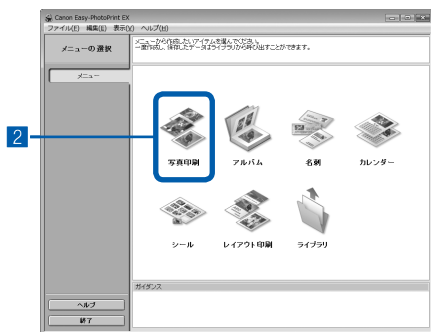 Canon Easy-PhotoPrint EX
ファイル(F) 編集(E) 表示(V) ヘルプ(H)
メニューの選択
メニューから作成したいアイテムを選んでください。
一度作成し、保存したデータはライブラリから呼び出すことができます。
メニュー
2
写真印刷
アルバム
名刺
カレンダー
シール
レイアウト印刷
ライブラリ
ガイダンス
ヘルプ
終了